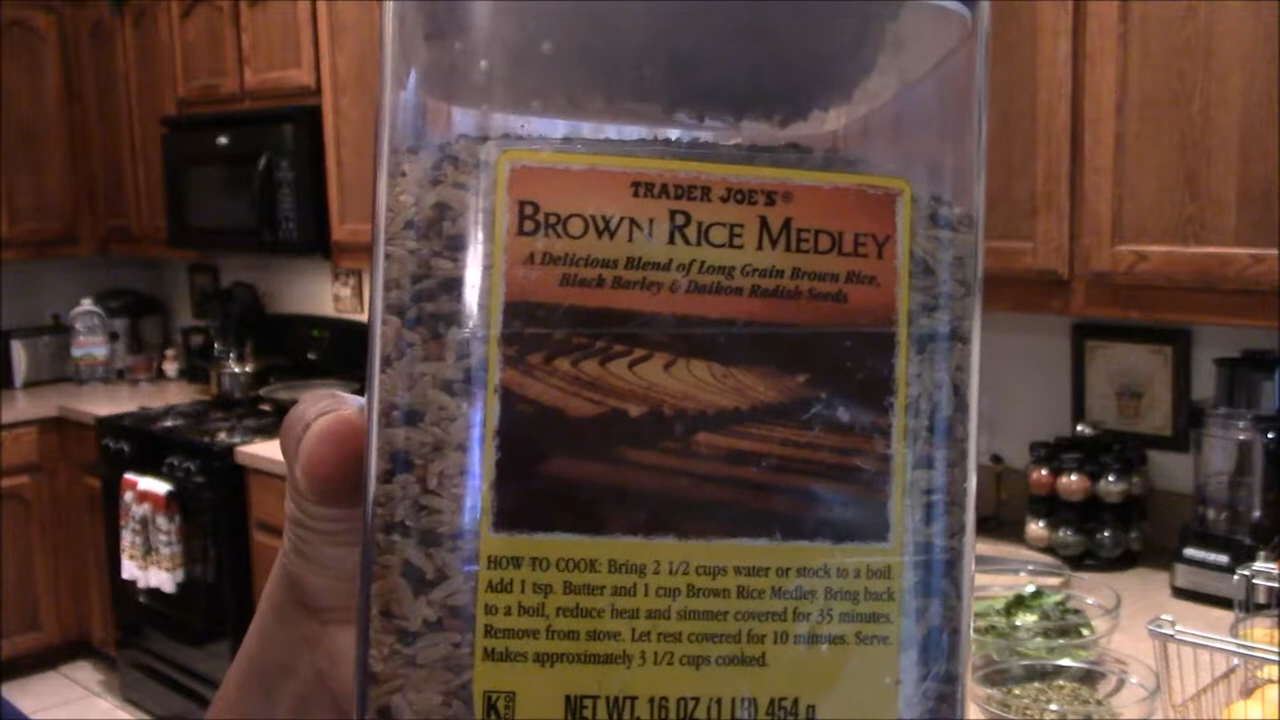 TRADER JOE'S®
BROWN RICE MEDLEY
A Delicious Blend of Long Grain Brown Rice,
Black Barley & Daikon Radish Seeds
HOW TO COOK: Bring 2 1/2 cups water or stock to a boil.
Add 1 tsp. Butter and 1 cup Brown Rice Medley. Bring back
to a boil, reduce heat and simmer covered for 35 minutes.
Remove from stove. Let rest covered for 10 minutes. Serve.
Makes approximately 3 1/2 cups cooked.
K
NET WT. 16 OZ (1 LB) 454 g